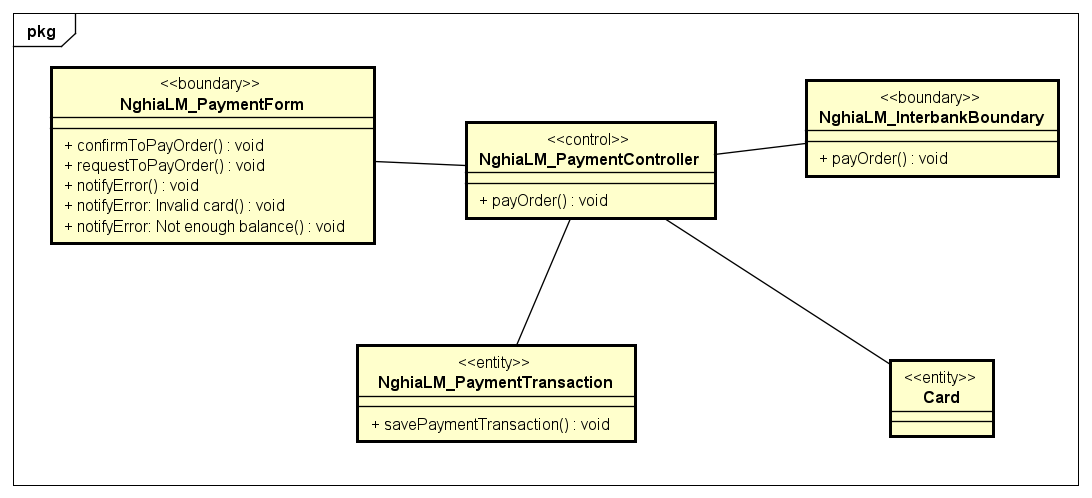 pkg
<<boundary>>
NghiaLM_PaymentForm
+ confirmToPayOrder() : void
+ requestToPayOrder() : void
+ notifyError() : void
+ notifyError: Invalid card() : void
+ notifyError: Not enough balance() : void
<<control>>
NghiaLM_PaymentController
+ payOrder() : void
<<boundary>>
NghiaLM_InterbankBoundary
+ payOrder() : void
<<entity>>
NghiaLM_PaymentTransaction
+ savePaymentTransaction() : void
<<entity>>
Card